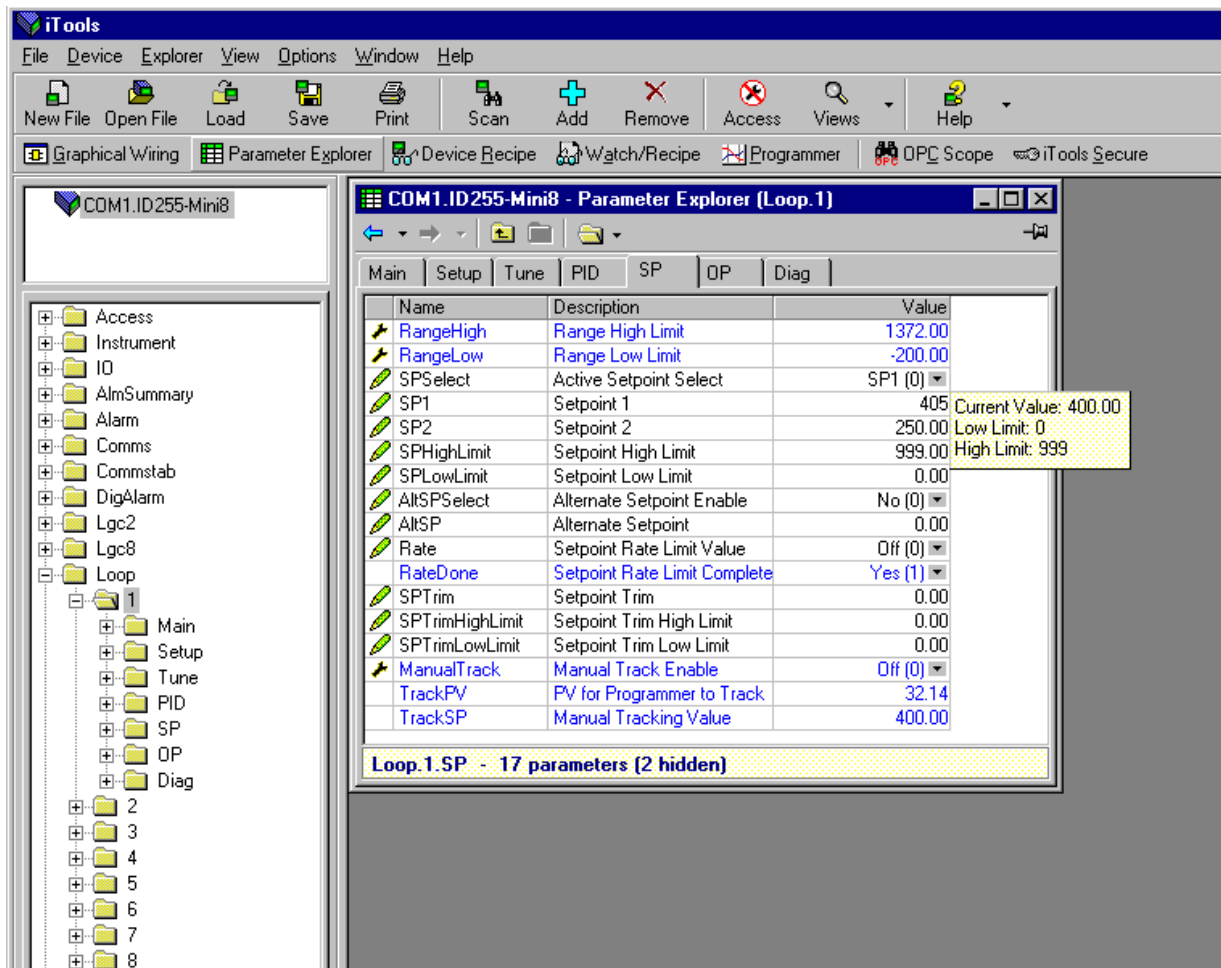 iTools
File Device Explorer View Options Window Help
New File Open File Load Save Print Scan Add Remove Access Views Help
Graphical Wiring Parameter Explorer Device Recipe Watch/Recipe Programmer OPC OPC Scope iTools Secure
COM1.ID255-Mini8
Access
Instrument
IO
AlmSummary
Alarm
Comms
Commstab
DigAlarm
Lgc2
Lgc8
Loop
1
Main
Setup
Tune
PID
SP
OP
Diag
2
3
4
5
6
7
8
COM1.ID255-Mini8 - Parameter Explorer (Loop.1)
Main Setup Tune PID SP OP Diag
Name Description Value
RangeHigh Range High Limit 1372.00
RangeLow Range Low Limit -200.00
SPSelect Active Setpoint Select SP1 (0)
SP1 Setpoint 1 405
SP2 Setpoint 2 250.00
SPHighLimit Setpoint High Limit 999.00
SPLowLimit Setpoint Low Limit 0.00
AltSPSelect Alternate Setpoint Enable No (0)
AltSP Alternate Setpoint 0.00
Rate Setpoint Rate Limit Value Off (0)
RateDone Setpoint Rate Limit Complete Yes (1)
SPTrim Setpoint Trim 0.00
SPTrimHighLimit Setpoint Trim High Limit 0.00
SPTrimLowLimit Setpoint Trim Low Limit 0.00
ManualTrack Manual Track Enable Off (0)
TrackPV PV for Programmer to Track 32.14
TrackSP Manual Tracking Value 400.00
Current Value: 400.00
Low Limit: 0
High Limit: 999
Loop.1.SP - 17 parameters (2 hidden)